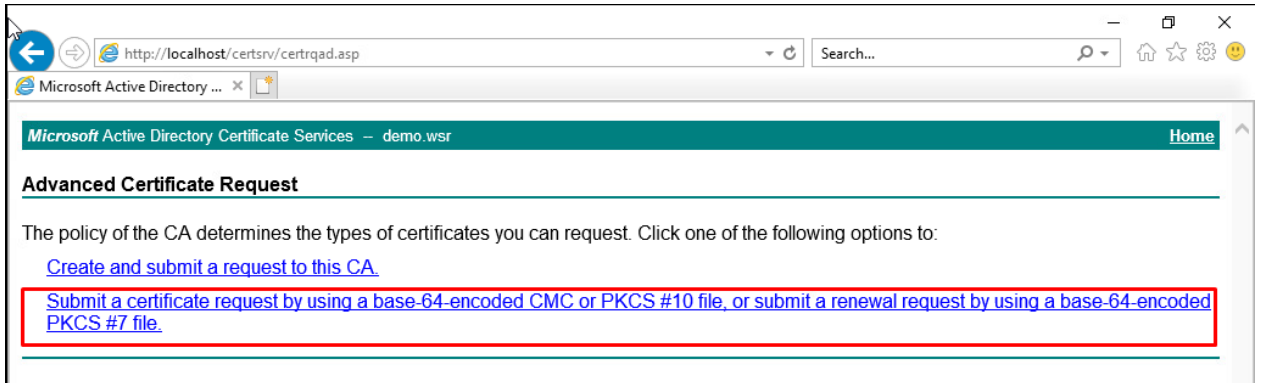 http://localhost/certsrv/certrqad.asp
Search...
Microsoft Active Directory ...
Microsoft Active Directory Certificate Services -- demo.wsr Home
Advanced Certificate Request
The policy of the CA determines the types of certificates you can request. Click one of the following options to:
Create and submit a request to this CA.
Submit a certificate request by using a base-64-encoded CMC or PKCS #10 file, or submit a renewal request by using a base-64-encoded
PKCS #7 file.